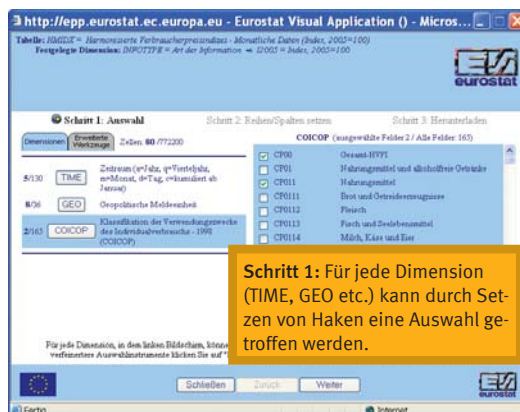 http://epp.eurostat.ec.europa.eu - Eurostat Visual Application () - Micros...
Tabelle: HMIDX = Harmonisierte Verbraucherpreisindizes - Monatliche Daten (Index, 2005=100)
Festgelegte Dimension: INFOTYPE = Art der Information I2005 = Index, 2005=100
eurostat
Schritt 1: Auswahl
Schritt 2: Reihen/Spalten setzen
Schritt 3: Herunterladen
Dimensionen
Erweiterte Werkzeuge
Zellen: 80 /772200
COICOP (ausgewählte Felder 2 / Alle Felder: 165)
5/130 TIME Zeitraum (a=Jahr, q=Vierteljahr, m=Monat, d=Tag, c=kumuliert ab Januar)
8/36 GEO Geopolitische Meldeeinheit
2/165 COICOP Klassifikation der Verwendungszwecke des Individualverbrauchs - 1998 (COICOP)
CP00 Gesamt-HVPI
CP01 Nahrungsmittel und alkoholfreie Getränke
CP011 Nahrungsmittel
CP0111 Brot und Getreideerzeugnisse
CP0112 Fleisch
CP0113 Fisch und
CP0114 Milch, Käse und Eier
Schritt 1: Für jede Dimension
(TIME, GEO etc.) kann durch Set-
zen von Haken eine Auswahl ge-
troffen werden.
Für jede Dimension, in dem linken Bildschirm, könne
verfeinertere Auswahlinstrumente klicken Sie auf "
Schließen
Zurück
Weiter
eurostat
Fertig
Internet